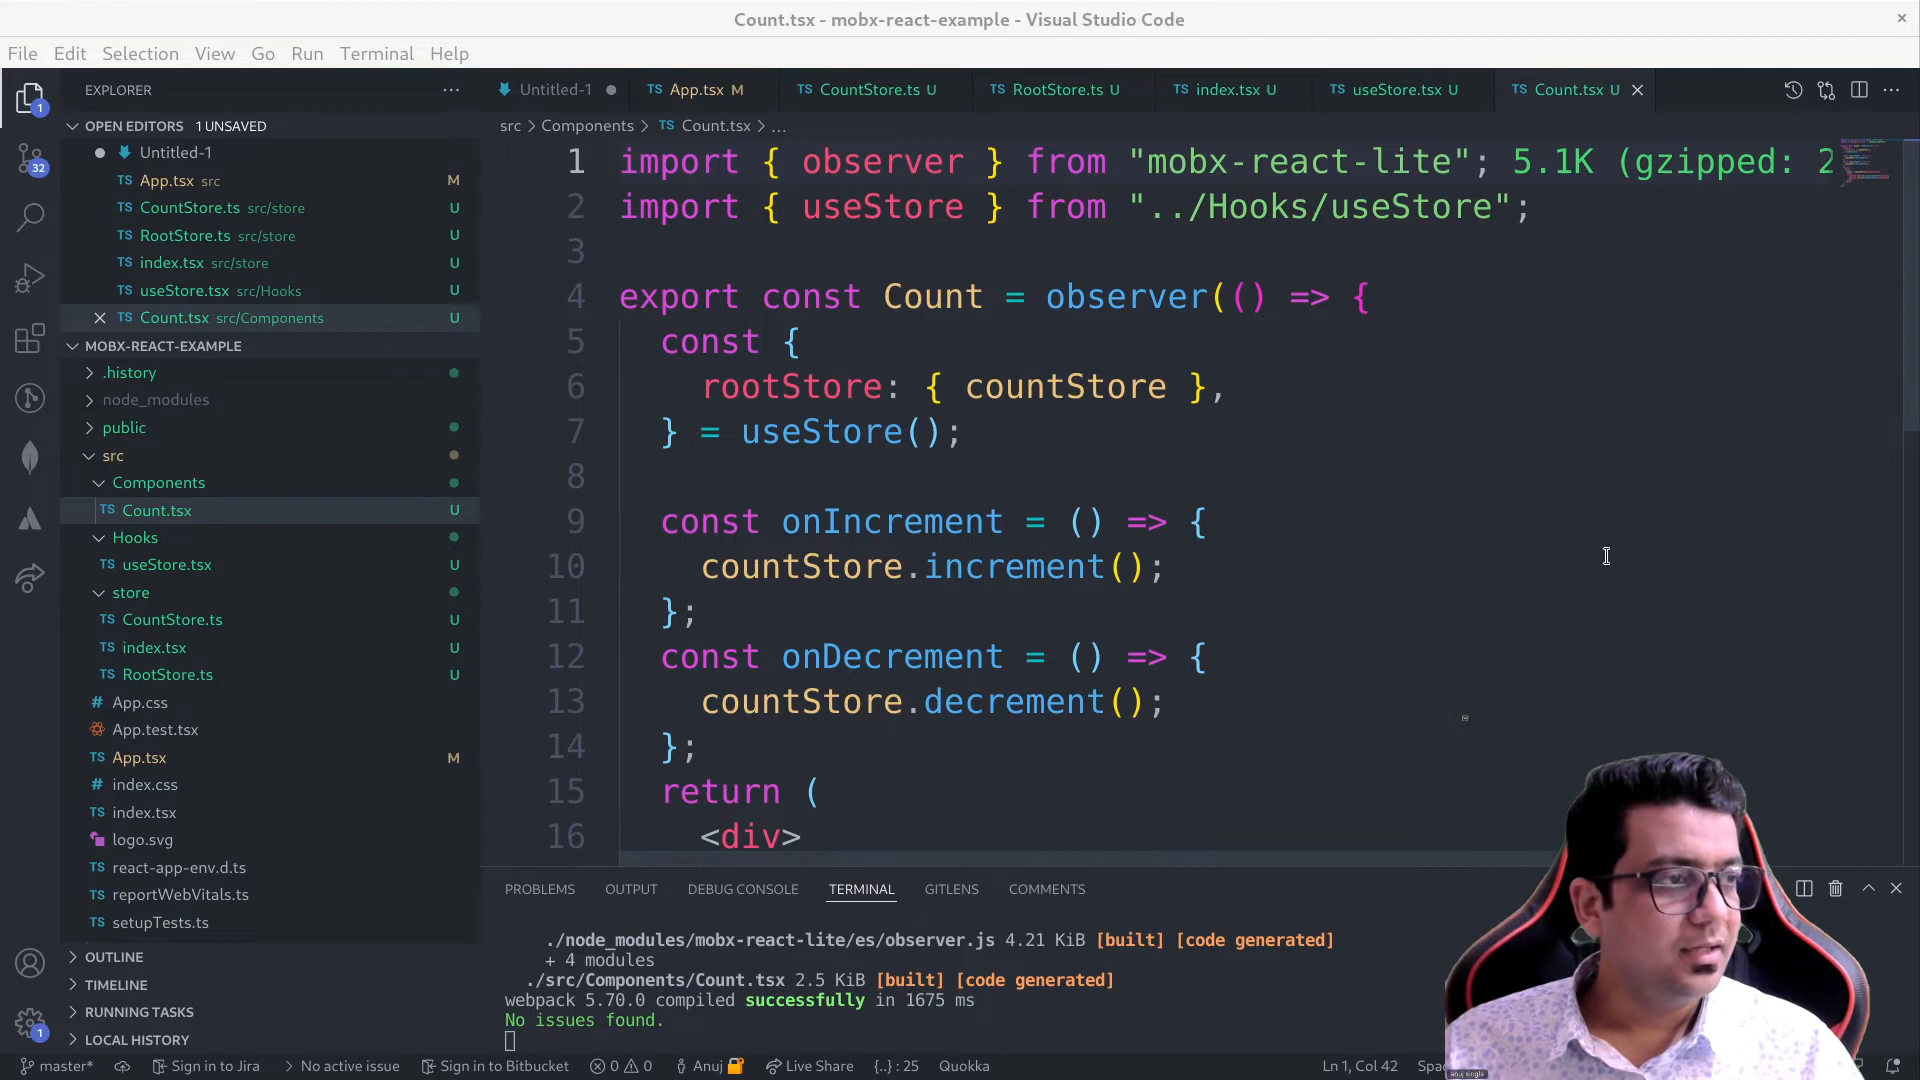 Count.tsx - mobx-react-example - Visual Studio Code
File Edit Selection View Go Run Terminal Help
EXPLORER
OPEN EDITORS 1 UNSAVED
Untitled-1
App.tsx src M
CountStore.ts src/store U
RootStore.ts src/store U
index.tsx src/store U
useStore.tsx src/Hooks U
Count.tsx src/Components U
MOBX-REACT-EXAMPLE
.history
node_modules
public
src
Components
Count.tsx U
Hooks
useStore.tsx U
store
CountStore.ts U
index.tsx U
RootStore.ts U
App.css
App.test.tsx
App.tsx M
index.css
index.tsx
logo.svg
react-app-env.d.ts
reportWebVitals.ts
setupTests.ts
OUTLINE
TIMELINE
RUNNING TASKS
LOCAL HISTORY
1
32
1
Untitled-1 App.tsx M CountStore.ts U RootStore.ts U index.tsx U useStore.tsx U Count.tsx U
src > Components > TS Count.tsx > ...
1 import { observer } from "mobx-react-lite"; 5.1K (gzipped: 2
2 import { useStore } from "../Hooks/useStore";
3
4 export const Count = observer(() => {
5 const {
6 rootStore: { countStore },
7 } = useStore();
8
9 const onIncrement = () => {
10 countStore.increment();
11 };
12 const onDecrement = () => {
13 countStore.decrement();
14 };
15 return (
16 <div>
PROBLEMS OUTPUT DEBUG CONSOLE TERMINAL GITLENS COMMENTS
./node_modules/mobx-react-lite/es/observer.js 4.21 KiB [built] [code generated]
+ 4 modules
./src/Components/Count.tsx 2.5 KiB [built] [code generated]
webpack 5.70.0 compiled successfully in 1675 ms
No issues found.
master* Sign in to Jira No active issue Sign in to Bitbucket 0 0 Anuj Live Share {..} : 25 Quokka Ln 1, Col 42 Spa
anuj singla